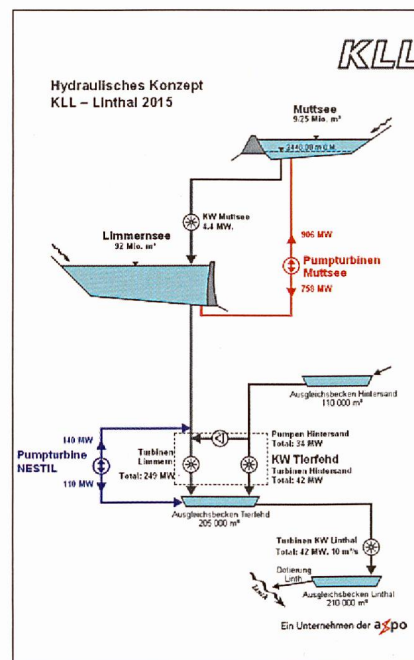 KLL
Hydraulisches Konzept
KLL – Linthal 2015
Muttsee
9.25 Mio. m³
KW Muttsee
4.4 MW.
Limmernsee
92 Mio. m³
906 MW
Pumpturbinen
Muttsee
758 MW
Ausgleichsbecken Hintersand
110 000 m³
140 MW
Pumpturbine
NESTIL
110 MW
Pumpen Hintersand
Total: 34 MW
Turbinen
Limmern
Total: 249 MW
KW Tierfehd
Turbinen Hintersand
Total: 42 MW
Ausgleichsbecken Tierfehd
205 000 m³
Turbinen KW Linthal
Total: 42 MW. 10 m³/s
Dotierung
Linth
Ausgleichsbecken Linthal
210 000 m³
Ein Unternehmen der axpo